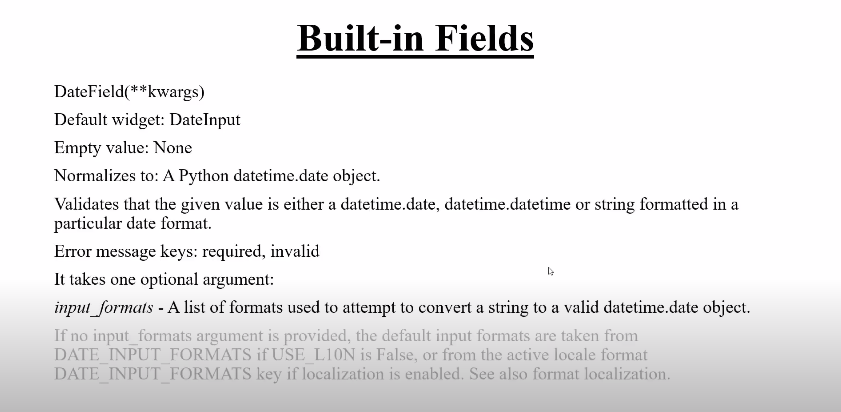 Built-in Fields
DateField(**kwargs)
Default widget: DateInput
Empty value: None
Normalizes to: A Python datetime.date object.
Validates that the given value is either a datetime.date, datetime.datetime or string formatted in a
particular date format.
Error message keys: required, invalid
It takes one optional argument:
input_formats - A list of formats used to attempt to convert a string to a valid datetime.date object.
If no input_formats argument is provided, the default input formats are taken from
DATE_INPUT_FORMATS if USE_L10N is False, or from the active locale format
DATE_INPUT_FORMATS key if localization is enabled. See also format localization.